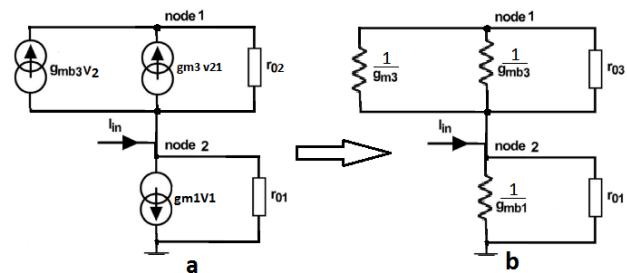 node 1
gmb3V2
gm3 v21
r02
Iin
node 2
gm1V1
r01
a
node 1
1
gm3
1
gmb3
r03
Iin
node 2
1
gmb1
r01
b